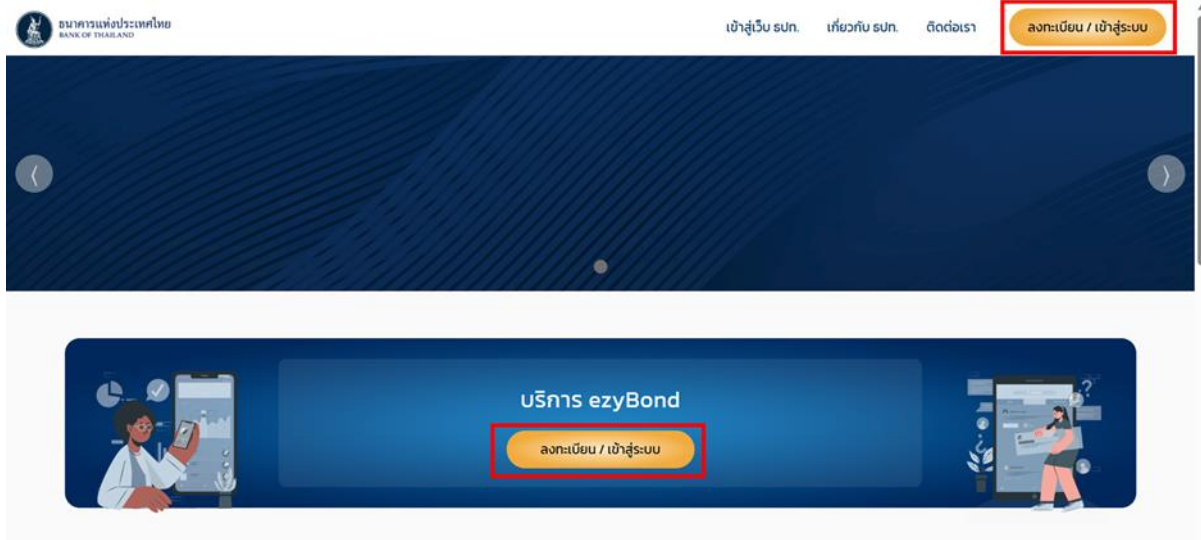 ธนาคารแห่งประเทศไทย
BANK OF THAILAND
เข้าสู่เว็บ ธปท.
เกี่ยวกับ ธปท.
ติดต่อเรา
ลงทะเบียน / เข้าสู่ระบบ
บริการ ezyBond
ลงทะเบียน / เข้าสู่ระบบ